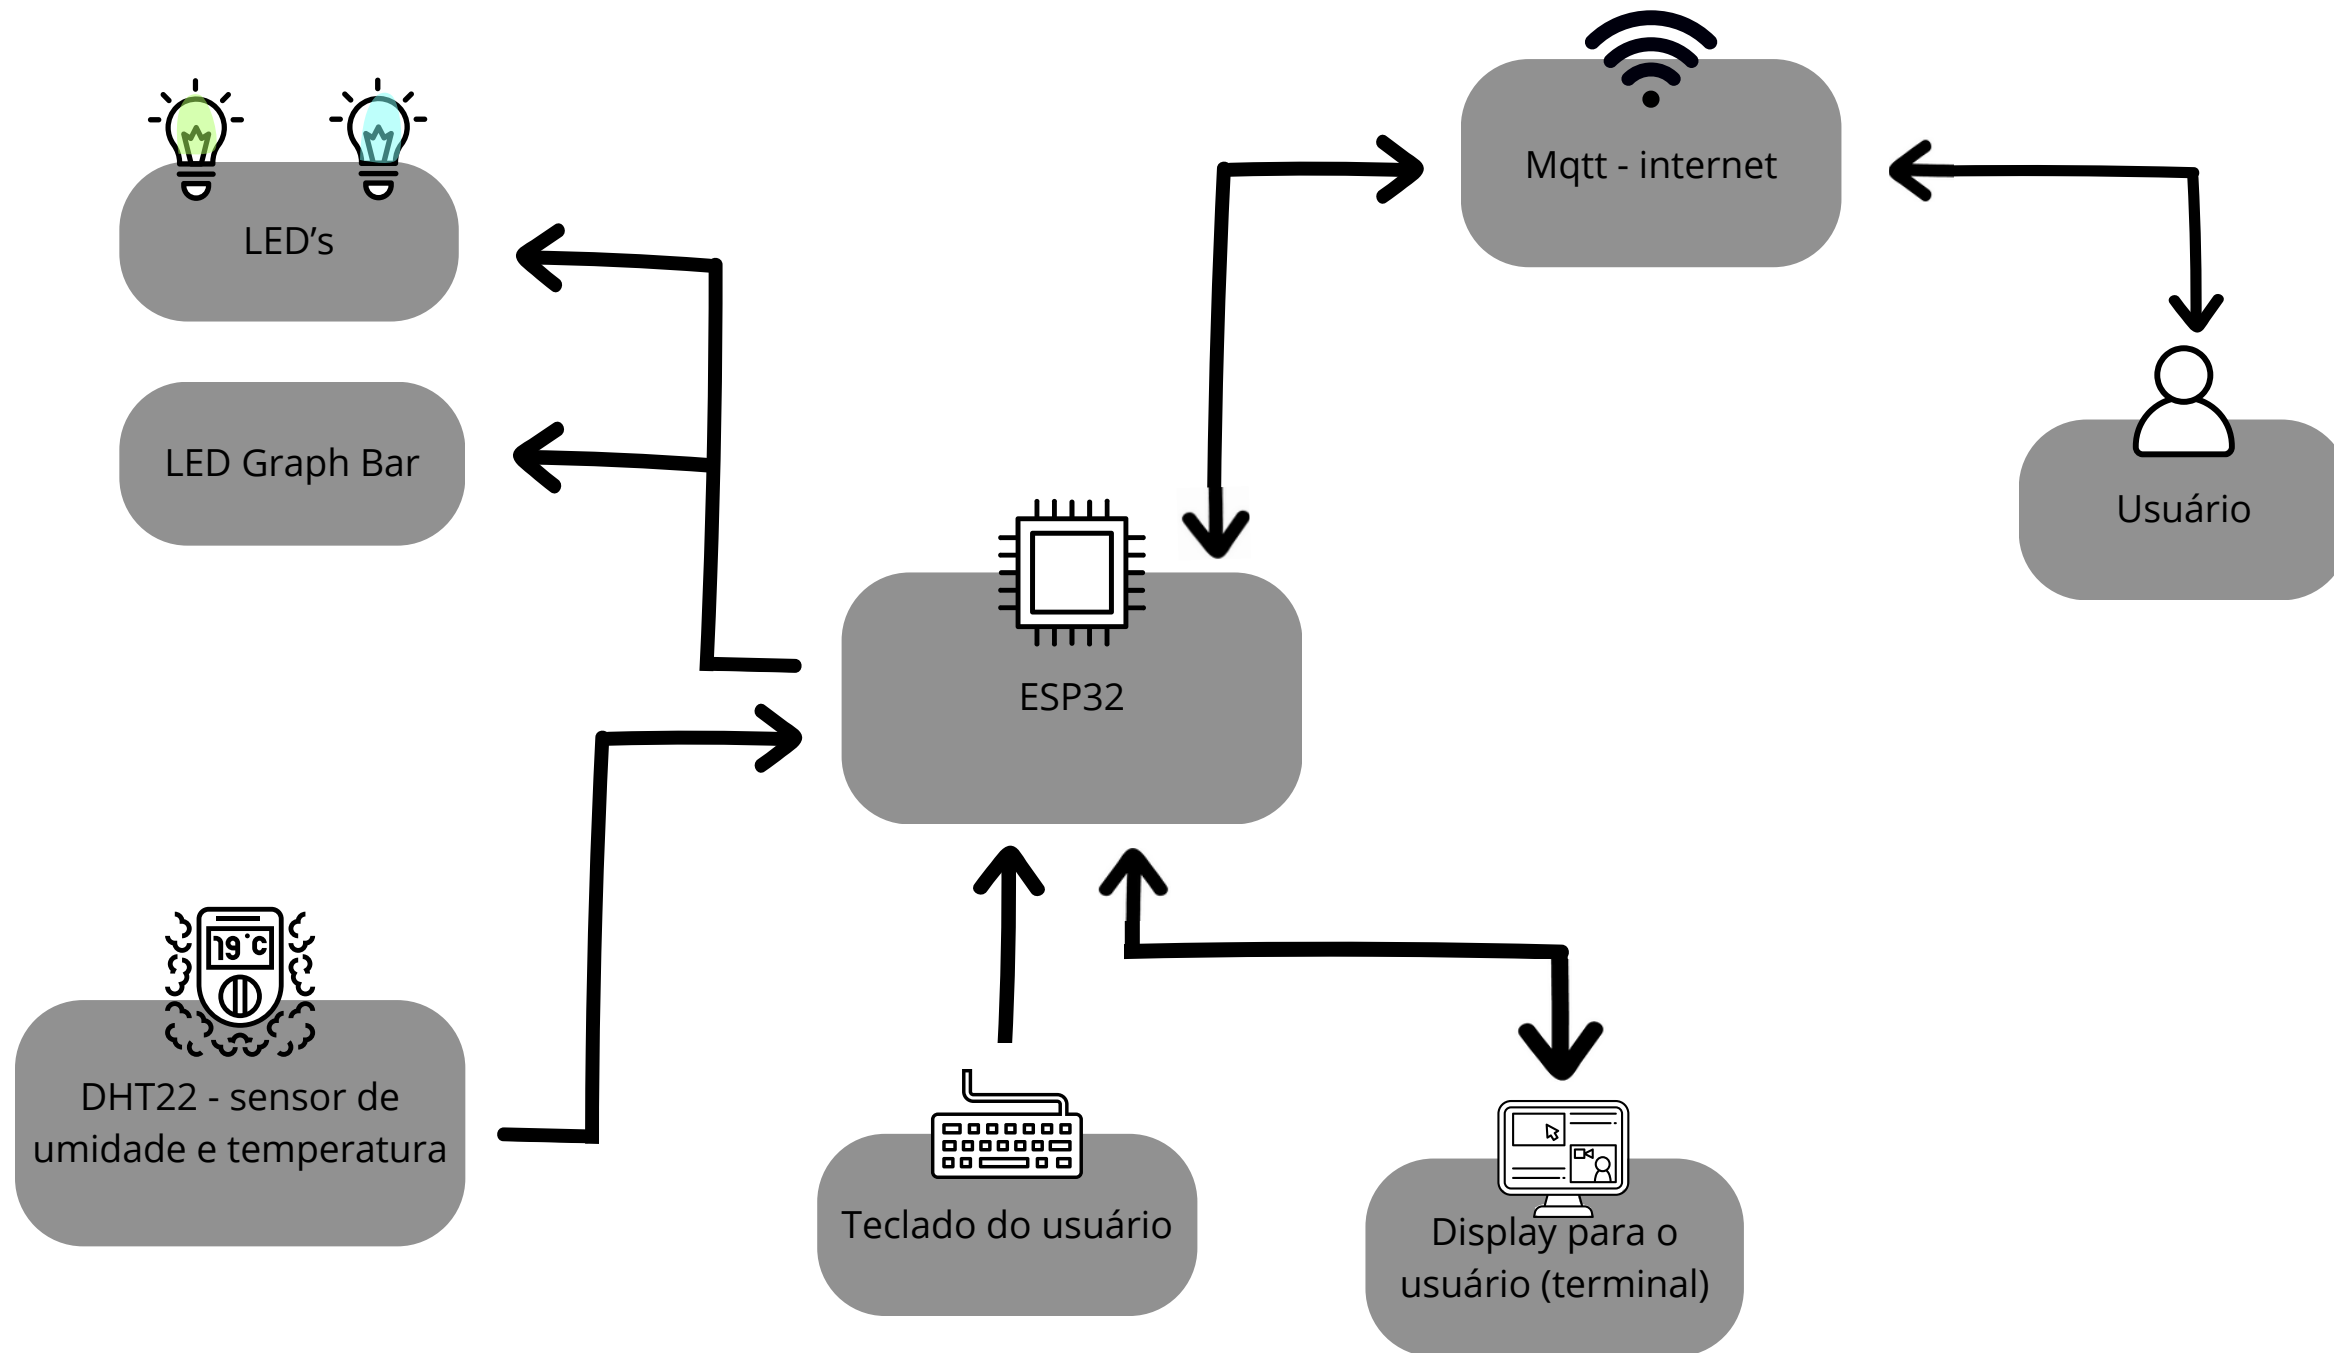 Mqtt - internet
LED’s
LED Graph Bar
Usuário
ESP32
19°C
DHT22 - sensor de
umidade e temperatura
Teclado do usuário
Display para o
usuário (terminal)